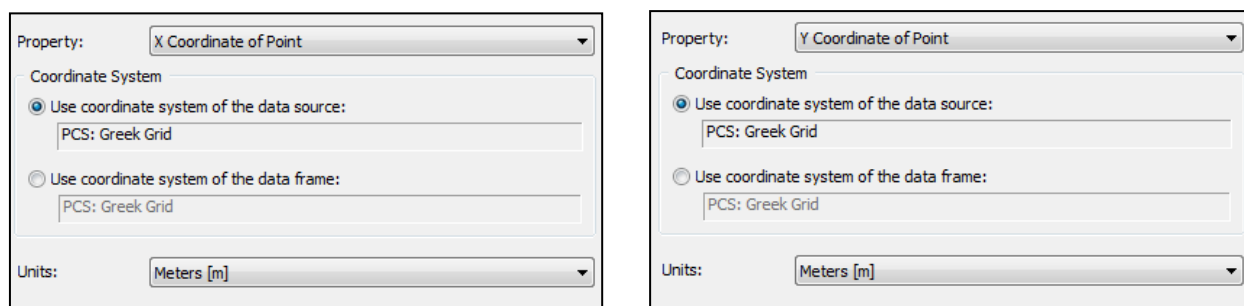 Property: X Coordinate of Point
Coordinate System
Use coordinate system of the data source:
PCS: Greek Grid
Use coordinate system of the data frame:
PCS: Greek Grid
Units: Meters [m]
Property: Y Coordinate of Point
Coordinate System
Use coordinate system of the data source:
PCS: Greek Grid
Use coordinate system of the data frame:
PCS: Greek Grid
Units: Meters [m]